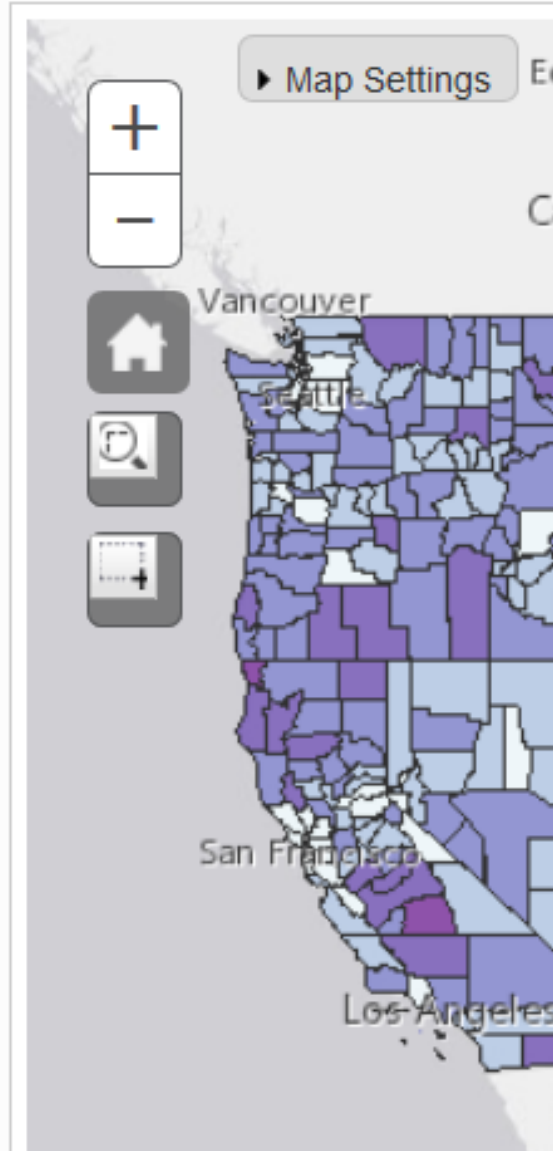 ▸ Map Settings
+
−
Vancouver
Seattle
San Francisco
Los Angeles